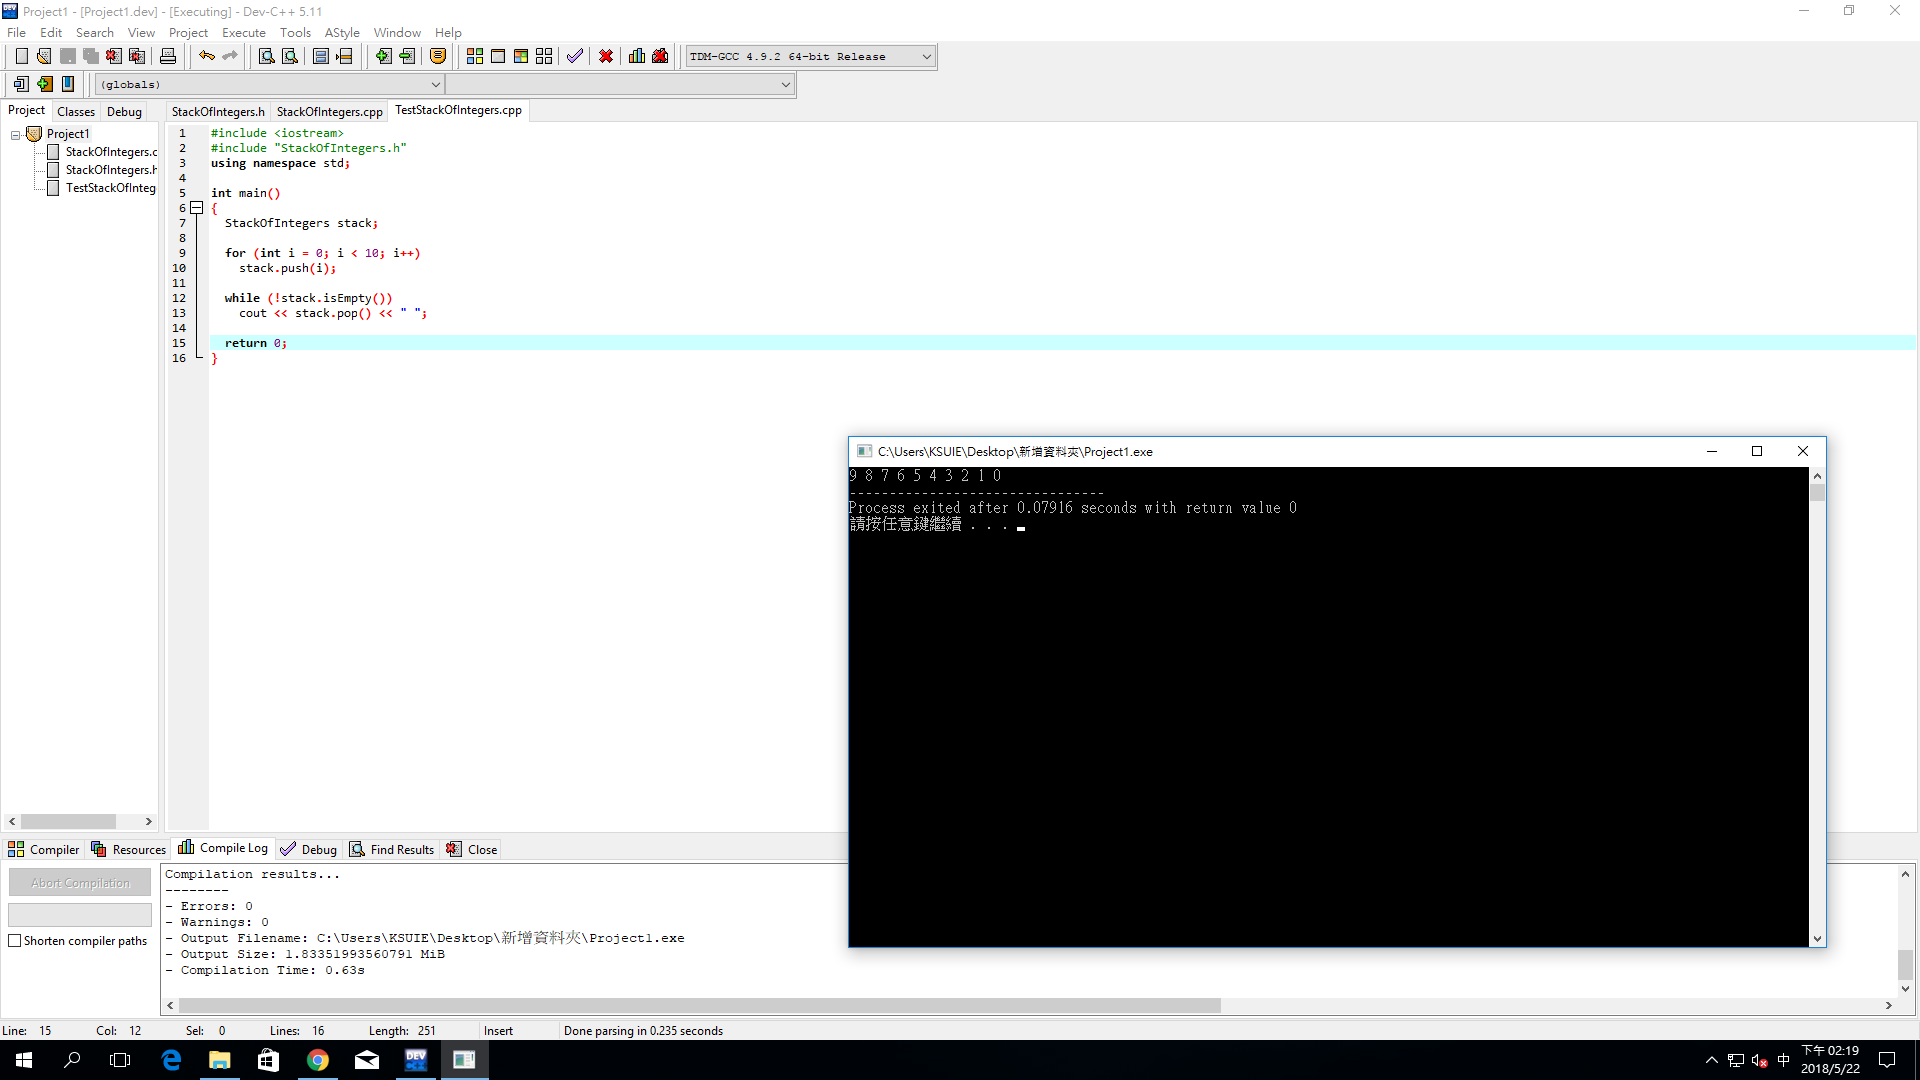 Project1 - [Project1.dev] - [Executing] - Dev-C++ 5.11
File Edit Search View Project Execute Tools AStyle Window Help
TDM-GCC 4.9.2 64-bit Release
(globals)
Project Classes Debug StackOfIntegers.h StackOfIntegers.cpp TestStackOfIntegers.cpp
Project1
StackOfIntegers.c
StackOfIntegers.h
TestStackOfInteg
1 #include <iostream>
2 #include "StackOfIntegers.h"
3 using namespace std;
4
5 int main()
6 {
7 StackOfIntegers stack;
8
9 for (int i = 0; i < 10; i++)
10 stack.push(i);
11
12 while (!stack.isEmpty())
13 cout << stack.pop() << " ";
14
15 return 0;
16 }
C:\Users\KSUIE\Desktop\新增資料夾\Project1.exe
9 8 7 6 5 4 3 2 1 0
--------------------------------
Process exited after 0.07916 seconds with return value 0
請按任意鍵繼續 . . .
Compiler Resources Compile Log Debug Find Results Close
Abort Compilation
Shorten compiler paths
Compilation results...
--------
- Errors: 0
- Warnings: 0
- Output Filename: C:\Users\KSUIE\Desktop\新增資料夾\Project1.exe
- Output Size: 1.83351993560791 MiB
- Compilation Time: 0.63s
Line: 15 Col: 12 Sel: 0 Lines: 16 Length: 251 Insert Done parsing in 0.235 seconds
DEV C++
中
下午 02:19
2018/5/22